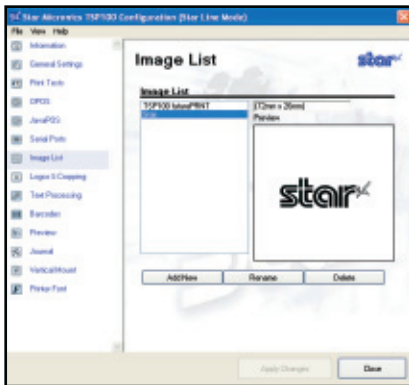 Star Micronics TSP100 Configuration (Star Line Mode)
File View Help
Information
General Settings
Print Tests
OPOS
JavaPOS
Serial Ports
Image List
Logos & Cropping
Text Processing
Barcodes
Preview
Journal
Vertical Mount
Printer Font
Image List
star
Image List
TSP100 futurePRNT
Star
[72mm x 26mm]
Preview
star
Add New Rename Delete
Apply Changes Close